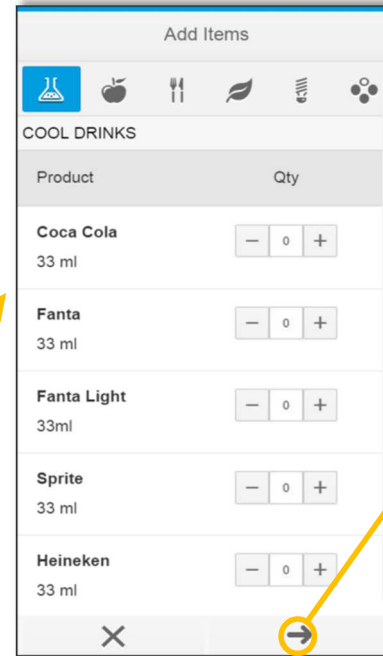 Add Items
COOL DRINKS
Product Qty
Coca Cola
33 ml
0
Fanta
33 ml
0
Fanta Light
33ml
0
Sprite
33 ml
0
Heineken
33 ml
0